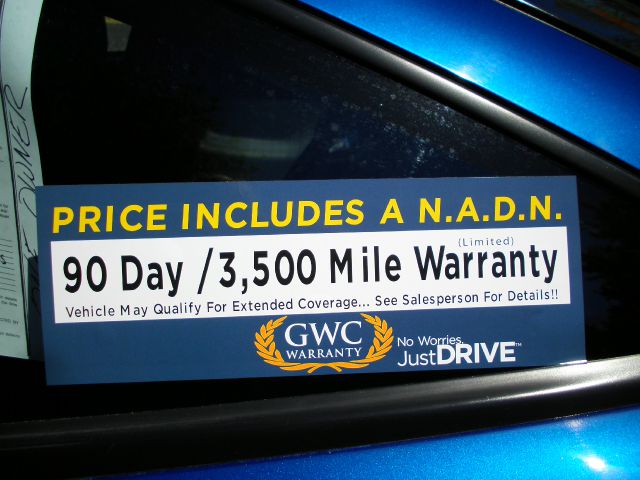 OWNER
PRICE INCLUDES A N.A.D.N.
(Limited)
90 Day / 3,500 Mile Warranty
Vehicle May Qualify For Extended Coverage... See Salesperson For Details!!
GWC
WARRANTY
No Worries.
JustDRIVE™